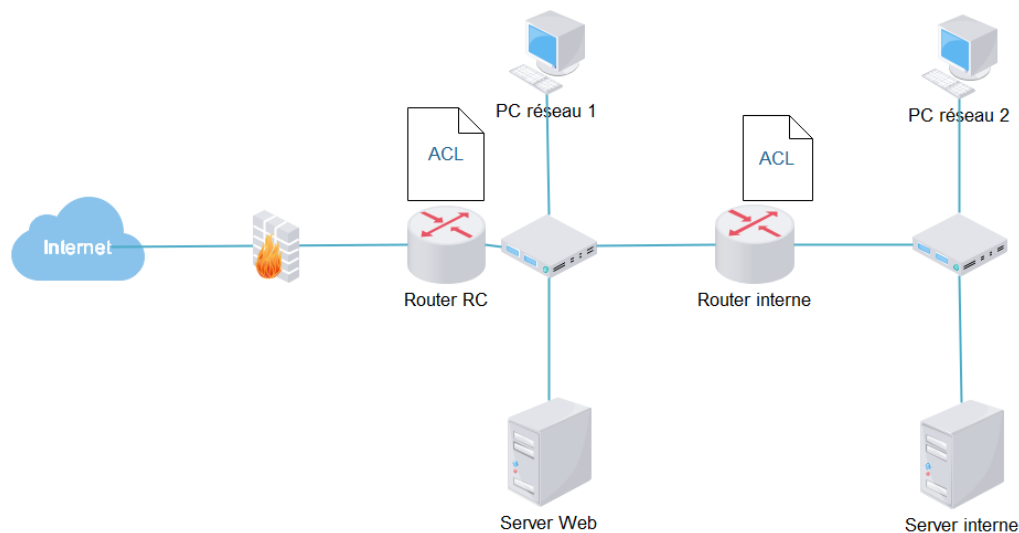 PC réseau 1
PC réseau 2
ACL
ACL
Internet
Router RC
Router interne
Server Web
Server interne